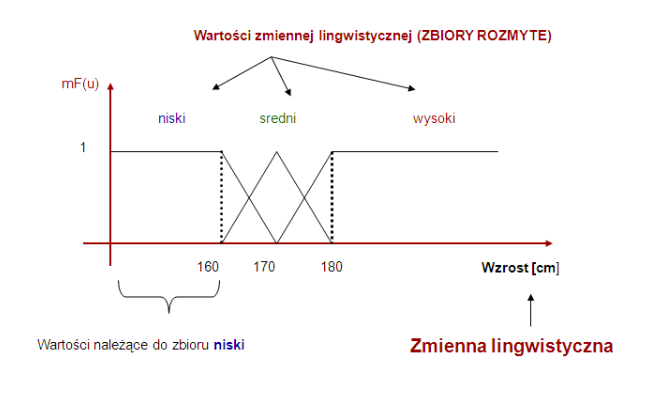 Wartości zmiennej lingwistycznej (ZBIORY ROZMYTE)
mF(u)
niski
sredni
wysoki
1
160
170
180
Wzrost [cm]
Wartości należące do zbioru niski
Zmienna lingwistyczna